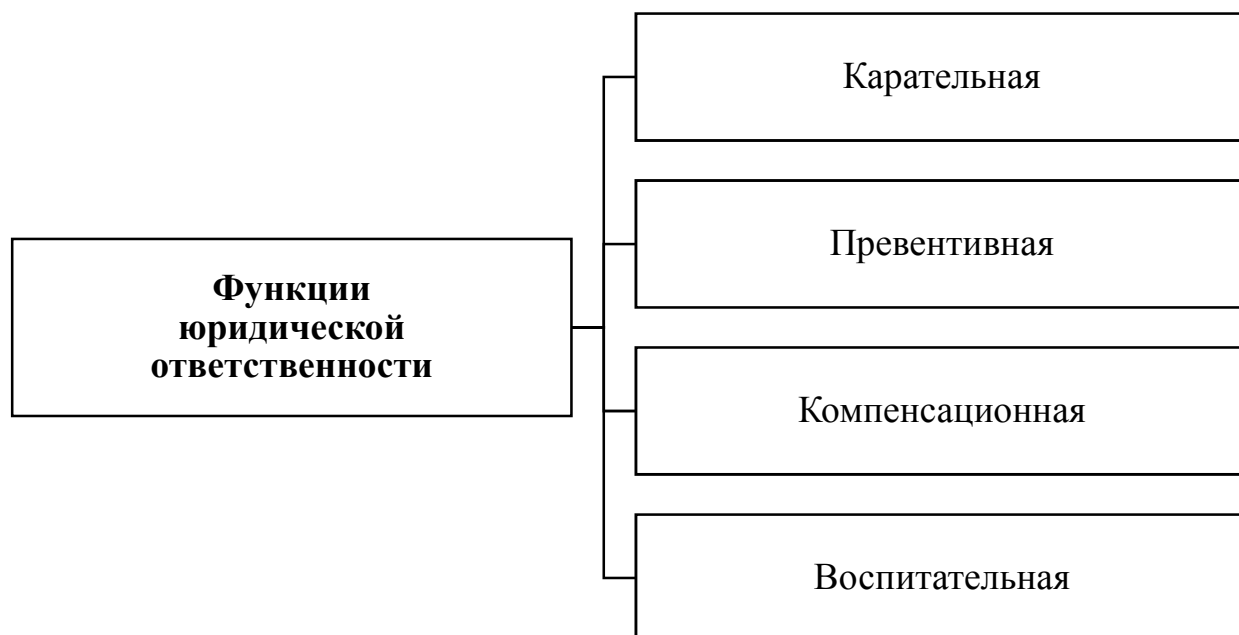 Карательная
Превентивная
Функции
юридической
ответственности
Компенсационная
Воспитательная